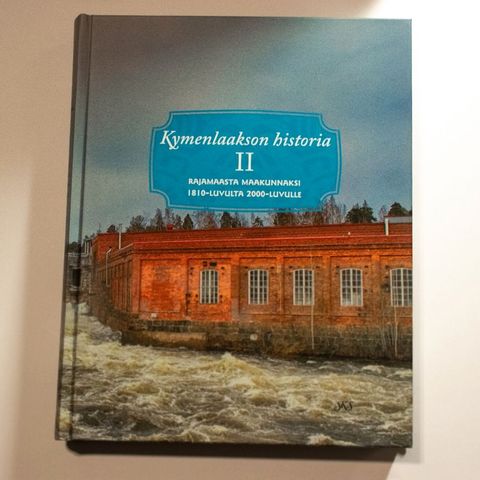 Kymenlaakson historia
II
RAJAMAASTA MAAKUNNAKSI
1810-LUVULTA 2000-LUVULLE